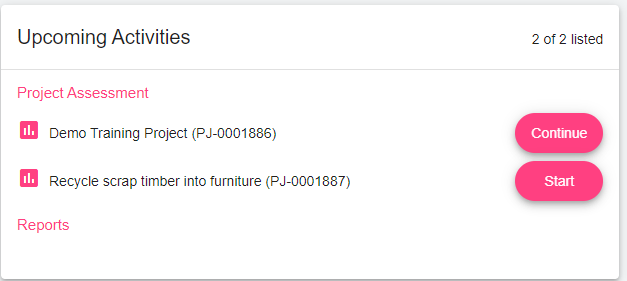 Upcoming Activities 2 of 2 listed
Project Assessment
Demo Training Project (PJ-0001886) Continue
Recycle scrap timber into furniture (PJ-0001887) Start
Reports